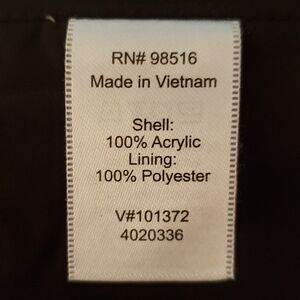 RN# 98516
Made in Vietnam
Shell:
100% Acrylic
Lining:
100% Polyester
V#101372
4020336